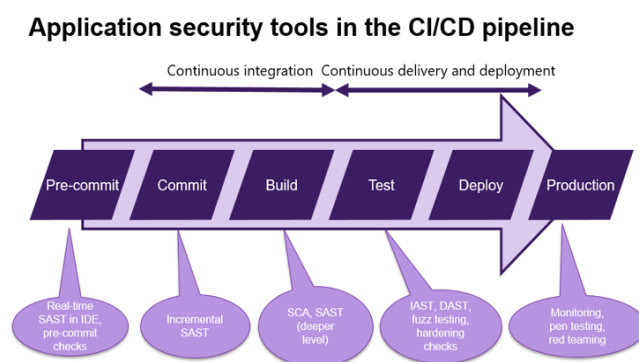 Application security tools in the CI/CD pipeline
Continuous integration
Continuous delivery and deployment
Pre-commit
Commit
Build
Test
Deploy
Production
Real-time
SAST in IDE,
pre-commit
checks
Incremental
SAST
SCA, SAST
(deeper
level)
IAST, DAST,
fuzz testing,
hardening
checks
Monitoring,
pen testing,
red teaming